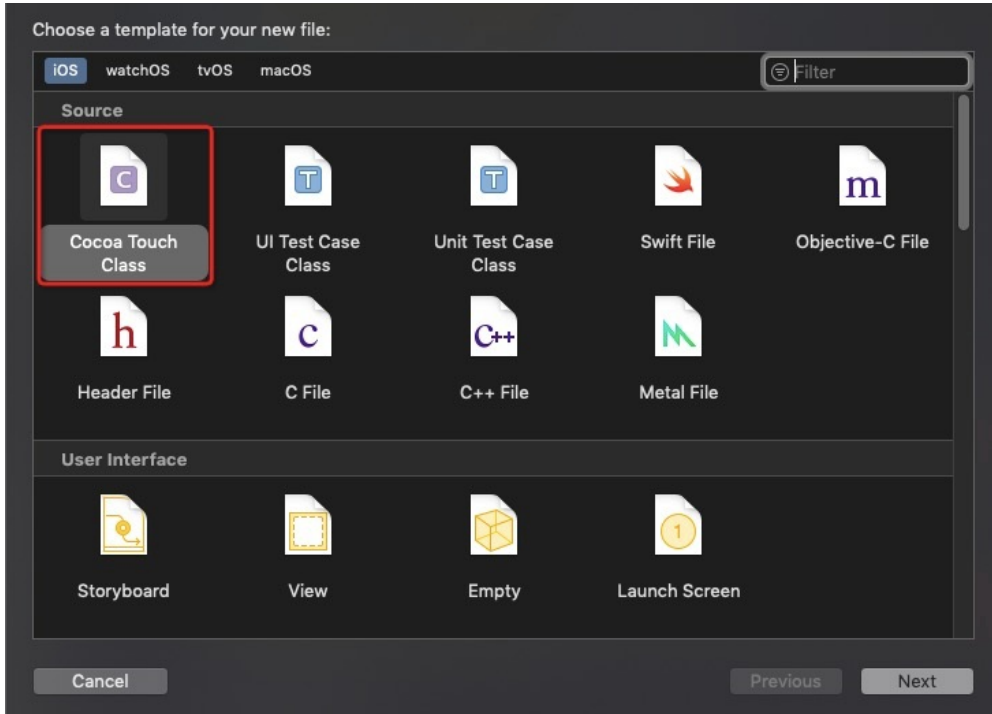 Choose a template for your new file:
iOS watchOS tvOS macOS Filter
Source
C T T m
Cocoa Touch Class UI Test Case Class Unit Test Case Class Swift File Objective-C File
h c C++
Header File C File C++ File Metal File
User Interface
1
Storyboard View Empty Launch Screen
Cancel Previous Next